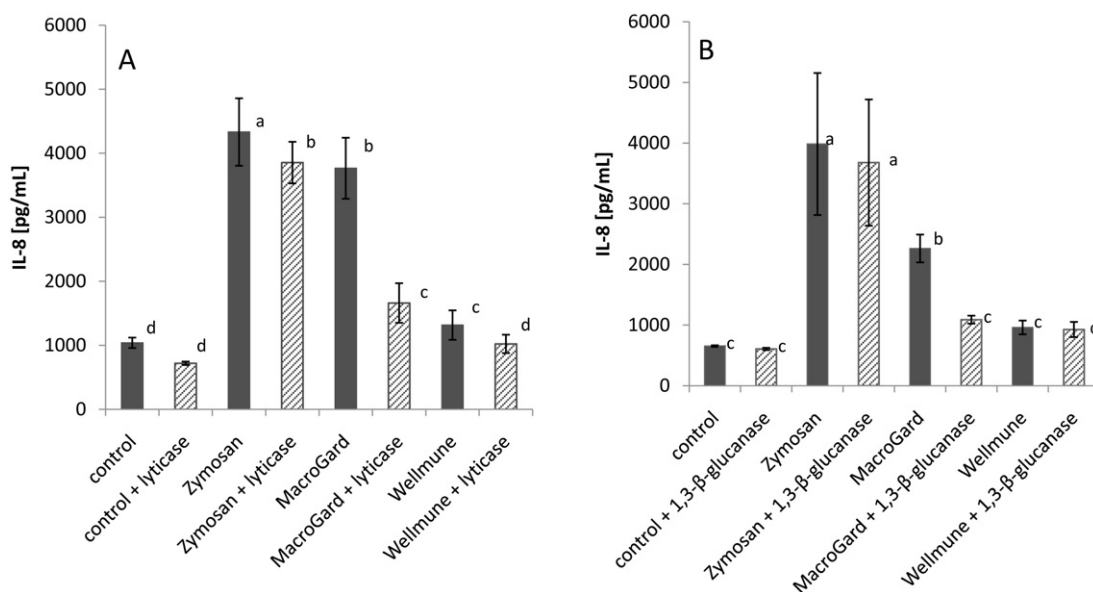 A
IL-8 [pg/mL]
6000
5000
4000
3000
2000
1000
0
a
b
b
c
c
d
d
d
control
control + lyticase
Zymosan
Zymosan + lyticase
MacroGard
MacroGard + lyticase
Wellmune
Wellmune + lyticase
B
IL-8 [pg/mL]
6000
5000
4000
3000
2000
1000
0
a
a
b
c
c
c
c
c
control
control + 1,3-β-glucanase
Zymosan
Zymosan + 1,3-β-glucanase
MacroGard
MacroGard + 1,3-β-glucanase
Wellmune
Wellmune + 1,3-β-glucanase